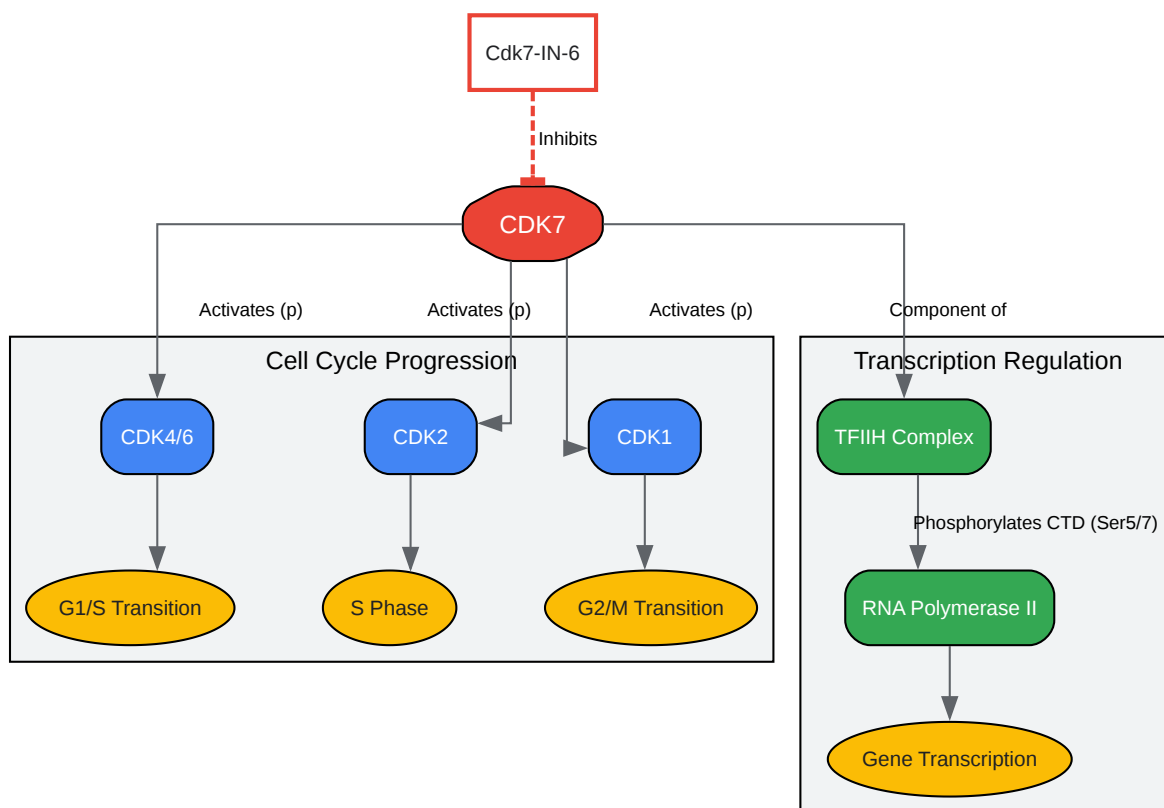 Cdk7-IN-6
Inhibits
CDK7
Activates (p)
Activates (p)
Activates (p)
Component of
Cell Cycle Progression
Transcription Regulation
CDK4/6
CDK2
CDK1
TFIIH Complex
Phosphorylates CTD (Ser5/7)
G1/S Transition
S Phase
G2/M Transition
RNA Polymerase II
Gene Transcription